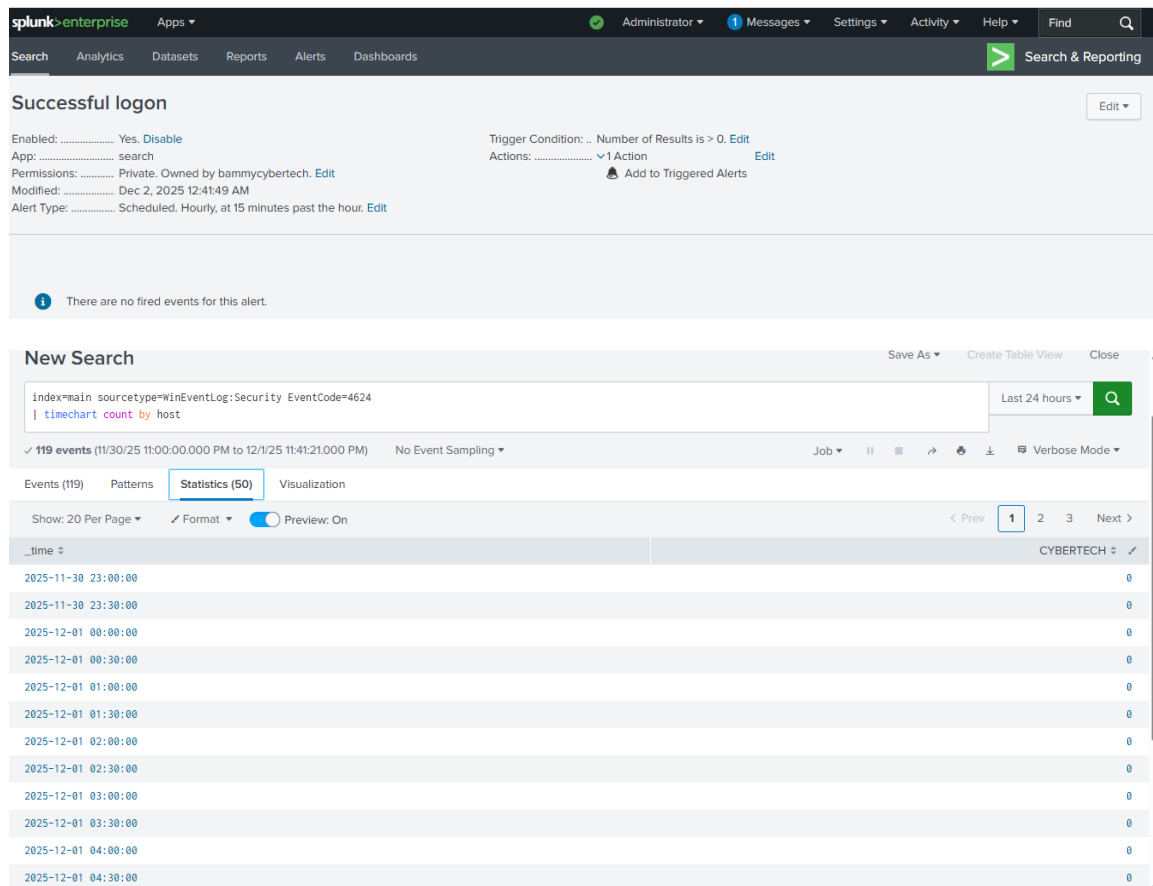 splunk>enterprise Apps Administrator 1 Messages Settings Activity Help Find
Search Analytics Datasets Reports Alerts Dashboards Search & Reporting
Successful logon Edit
Enabled: .................. Yes. Disable
App: .......................... search
Permissions: ........... Private. Owned by bammycybertech. Edit
Modified: .................. Dec 2, 2025 12:41:49 AM
Alert Type: ................ Scheduled. Hourly, at 15 minutes past the hour. Edit
Trigger Condition: .. Number of Results is > 0. Edit
Actions: ..................... 1 Action Edit
Add to Triggered Alerts
There are no fired events for this alert.
New Search Save As Create Table View Close
index=main sourcetype=WinEventLog:Security EventCode=4624 Last 24 hours
| timechart count by host
119 events (11/30/25 11:00:00.000 PM to 12/1/25 11:41:21.000 PM) No Event Sampling Job Verbose Mode
Events (119) Patterns Statistics (50) Visualization
Show: 20 Per Page Format Preview: On < Prev 1 2 3 Next >
_time CYBERTECH
2025-11-30 23:00:00 0
2025-11-30 23:30:00 0
2025-12-01 00:00:00 0
2025-12-01 00:30:00 0
2025-12-01 01:00:00 0
2025-12-01 01:30:00 0
2025-12-01 02:00:00 0
2025-12-01 02:30:00 0
2025-12-01 03:00:00 0
2025-12-01 03:30:00 0
2025-12-01 04:00:00 0
2025-12-01 04:30:00 0